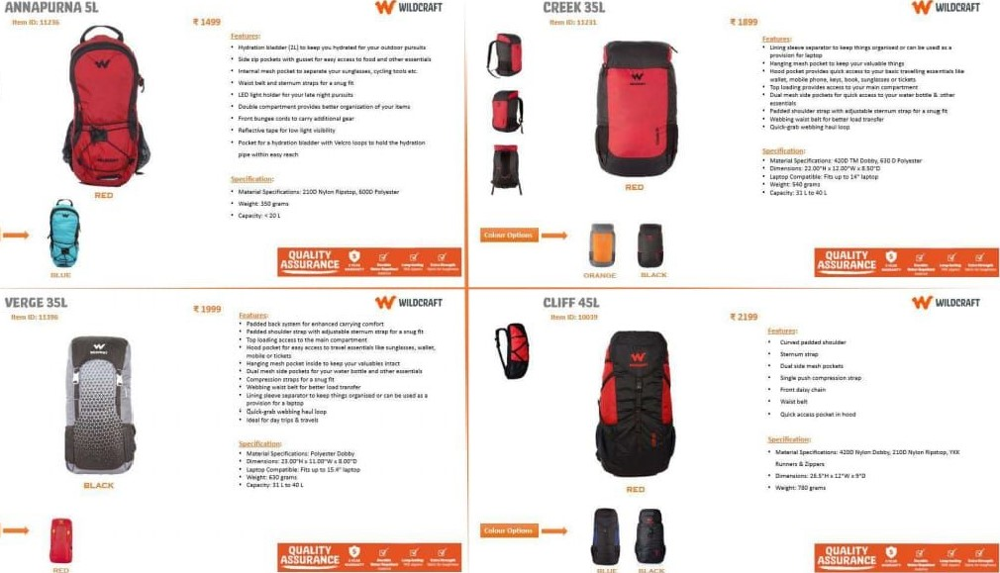 ANNAPURNA 5L
Item ID: 11236
₹ 1499
WILDCRAFT
Features:
• Hydration bladder (2L) to keep you hydrated for your outdoor pursuits
• Side zip pockets with gusset for easy access to food and other essentials
• Internal mesh pocket to separate your sunglasses, cycling tools etc.
• Waist belt and sternum straps for a snug fit
• LED light holder for your late night pursuits
• Double compartment provides better organization of your items
• Front bungee cords to carry additional gear
• Reflective tape for low light visibility
• Pocket for a hydration bladder with Velcro loops to hold the hydration
pipe within easy reach
Specification:
• Material Specifications: 210D Nylon Ripstop, 600D Polyester
• Weight: 350 grams
• Capacity: < 20 L
RED
BLUE
QUALITY
ASSURANCE
CREEK 35L
Item ID: 11231
₹ 1899
WILDCRAFT
Features:
• Lining sleeve separator to keep things organised or can be used as a
provision for laptop
• Hanging mesh pocket to keep your valuable things
• Hood pocket provides quick access to your basic travelling essentials like
wallet, mobile phone, keys, book, sunglasses or tickets
• Top loading provides access to your main compartment
• Dual mesh side pockets for quick access to your water bottle & other
essentials
• Padded shoulder strap with adjustable sternum strap for a snug fit
• Webbing waist belt for better load transfer
• Quick-grab webbing haul loop
Specification:
• Material Specifications: 420D TM Dobby, 630 D Polyester
• Dimensions: 22.00"H x 12.00"W x 8.50"D
• Laptop Compatible: Fits up to 14" laptop
• Weight: 540 grams
• Capacity: 31 L to 40 L
RED
Colour Options
ORANGE
BLACK
QUALITY
ASSURANCE
VERGE 35L
Item ID: 11396
₹ 1999
WILDCRAFT
Features:
• Padded back system for enhanced carrying comfort
• Padded shoulder strap with adjustable sternum strap for a snug fit
• Top loading access to the main compartment
• Hood pocket for easy access to travel essentials like sunglasses, wallet,
mobile or tickets
• Hanging mesh pocket inside to keep your valuables intact
• Dual mesh side pockets for your water bottle and other essentials
• Compression straps for a snug fit
• Webbing waist belt for better load transfer
• Lining sleeve separator to keep things organized or can be used as a
provision for a laptop
• Quick-grab webbing haul loop
• Ideal for day trips & travels
Specification:
• Material Specifications: Polyester Dobby
• Dimensions: 23.00"H x 11.00"W x 8.00"D
• Laptop Compatible: Fits up to 15.4" laptop
• Weight: 630 grams
• Capacity: 31 L to 40 L
BLACK
RED
QUALITY
ASSURANCE
CLIFF 45L
Item ID: 10039
₹ 2199
WILDCRAFT
Features:
• Curved padded shoulder
• Sternum strap
• Dual side mesh pockets
• Single push compression strap
• Front daisy chain
• Waist belt
• Quick access pocket in hood
Specification:
• Material Specifications: 420D Nylon Dobby, 210D Nylon Ripstop, YKK
Runners & Zippers
• Dimensions: 26.5"H x 12"W x 9"D
• Weight: 780 grams
RED
Colour Options
BLUE
BLACK
QUALITY
ASSURANCE